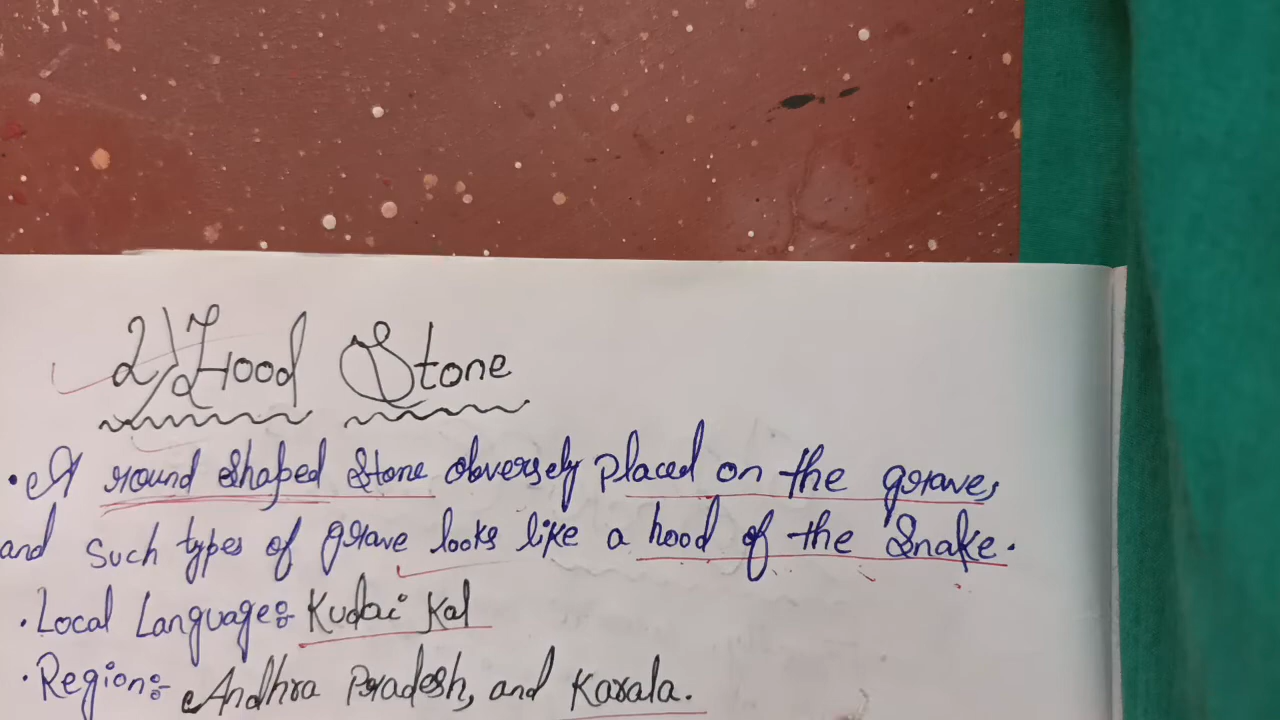 2) Hood Stone
• A round shaped Stone obversely placed on the grave,
and such types of grave looks like a hood of the Snake.
• Local Language:- Kudai Kal
• Region:- Andhra Pradesh, and Karala.